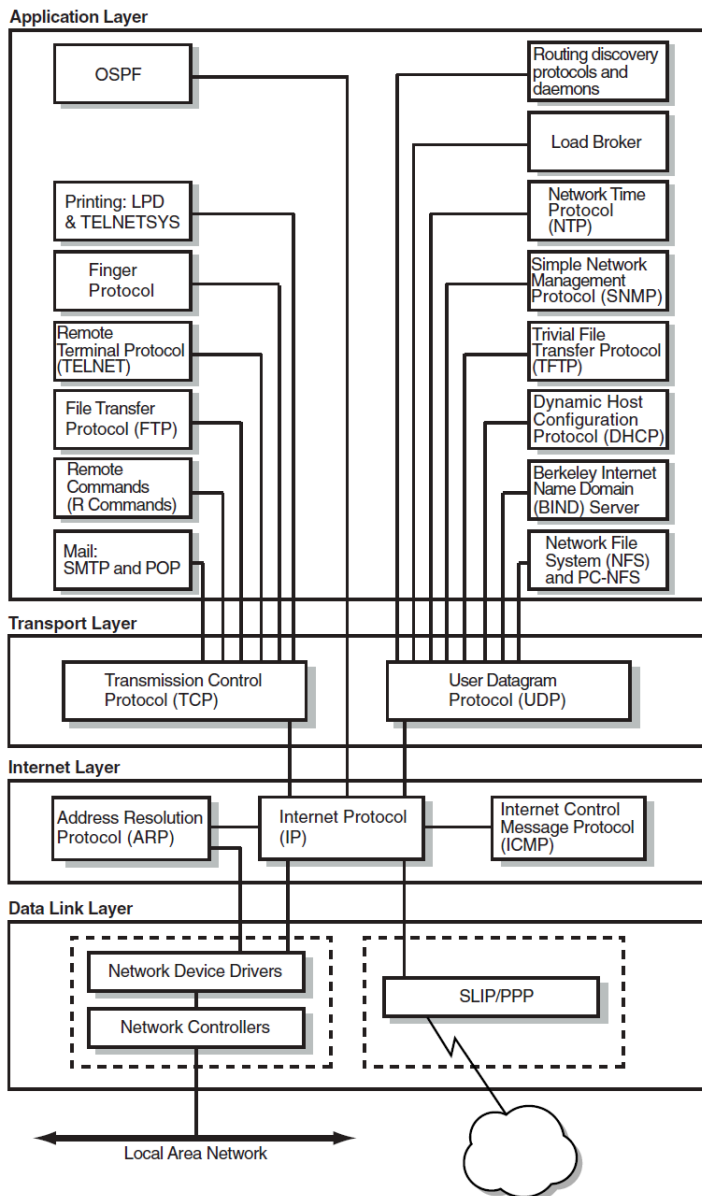 Application Layer
OSPF
Routing discovery
protocols and
daemons
Load Broker
Printing: LPD
& TELNETSYS
Network Time
Protocol
(NTP)
Finger
Protocol
Simple Network
Management
Protocol (SNMP)
Remote
Terminal Protocol
(TELNET)
Trivial File
Transfer Protocol
(TFTP)
File Transfer
Protocol (FTP)
Dynamic Host
Configuration
Protocol (DHCP)
Remote
Commands
(R Commands)
Berkeley Internet
Name Domain
(BIND) Server
Mail:
SMTP and POP
Network File
System (NFS)
and PC-NFS
Transport Layer
Transmission Control
Protocol (TCP)
User Datagram
Protocol (UDP)
Internet Layer
Address Resolution
Protocol (ARP)
Internet Protocol
(IP)
Internet Control
Message Protocol
(ICMP)
Data Link Layer
Network Device Drivers
SLIP/PPP
Network Controllers
Local Area Network